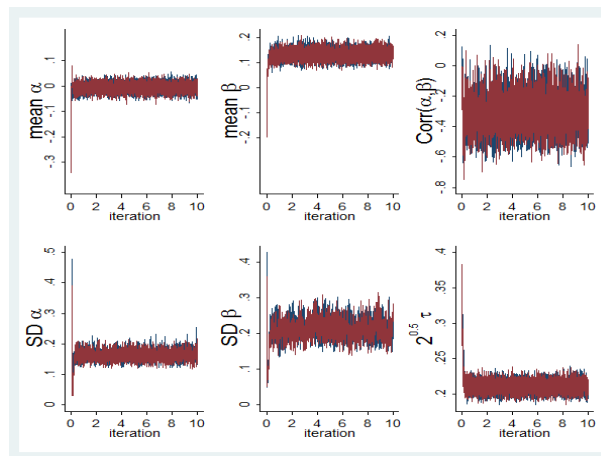 mean α
.1
0
-.1
-.2
-.3
0 2 4 6 8 10
iteration
mean β
.2
.1
0
-.1
-.2
0 2 4 6 8 10
iteration
Corr(α,β)
.2
0
-.2
-.4
-.6
-.8
0 2 4 6 8 10
iteration
SD α
.5
.4
.3
.2
.1
0
0 2 4 6 8 10
iteration
SD β
.4
.3
.2
.1
0
0 2 4 6 8 10
iteration
2^0.5 τ
.4
.35
.3
.25
.2
0 2 4 6 8 10
iteration